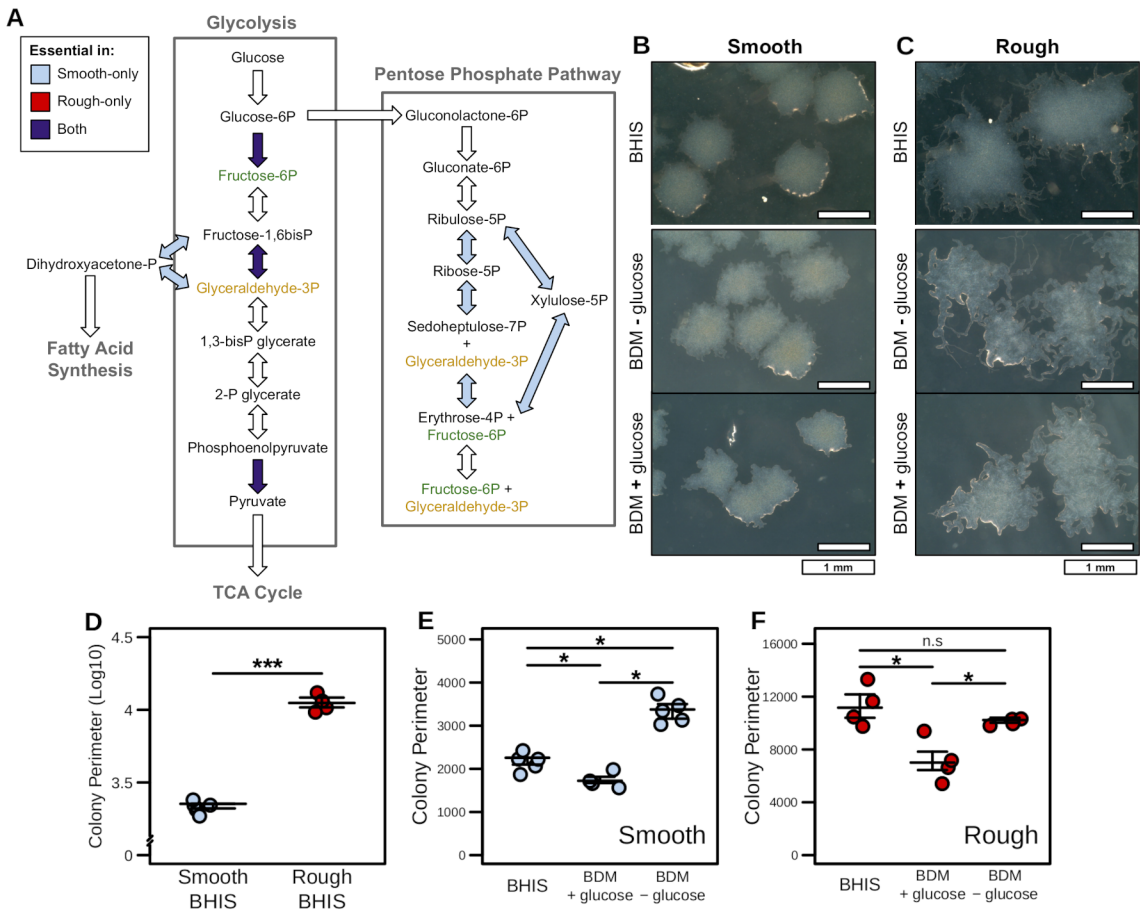 A
Glycolysis
Essential in:
Smooth-only
Rough-only
Both
Glucose
Glucose-6P
Fructose-6P
Fructose-1,6bisP
Dihydroxyacetone-P
Glyceraldehyde-3P
Fatty Acid
Synthesis
1,3-bisP glycerate
2-P glycerate
Phosphoenolpyruvate
Pyruvate
TCA Cycle
Pentose Phosphate Pathway
Gluconolactone-6P
Gluconate-6P
Ribulose-5P
Ribose-5P
Xylulose-5P
Sedoheptulose-7P
+
Glyceraldehyde-3P
Erythrose-4P +
Fructose-6P
Fructose-6P +
Glyceraldehyde-3P
B
Smooth
BHIS
BDM - glucose
BDM + glucose
1 mm
C
Rough
BHIS
BDM - glucose
BDM + glucose
1 mm
D
Colony Perimeter (Log10)
4.5
4
3.5
0
***
Smooth
BHIS
Rough
BHIS
E
Colony Perimeter
5000
4000
3000
2000
1000
0
*
*
*
Smooth
BHIS
BDM
+ glucose
BDM
− glucose
F
Colony Perimeter
16000
12000
8000
4000
0
n.s
*
*
Rough
BHIS
BDM
+ glucose
BDM
− glucose